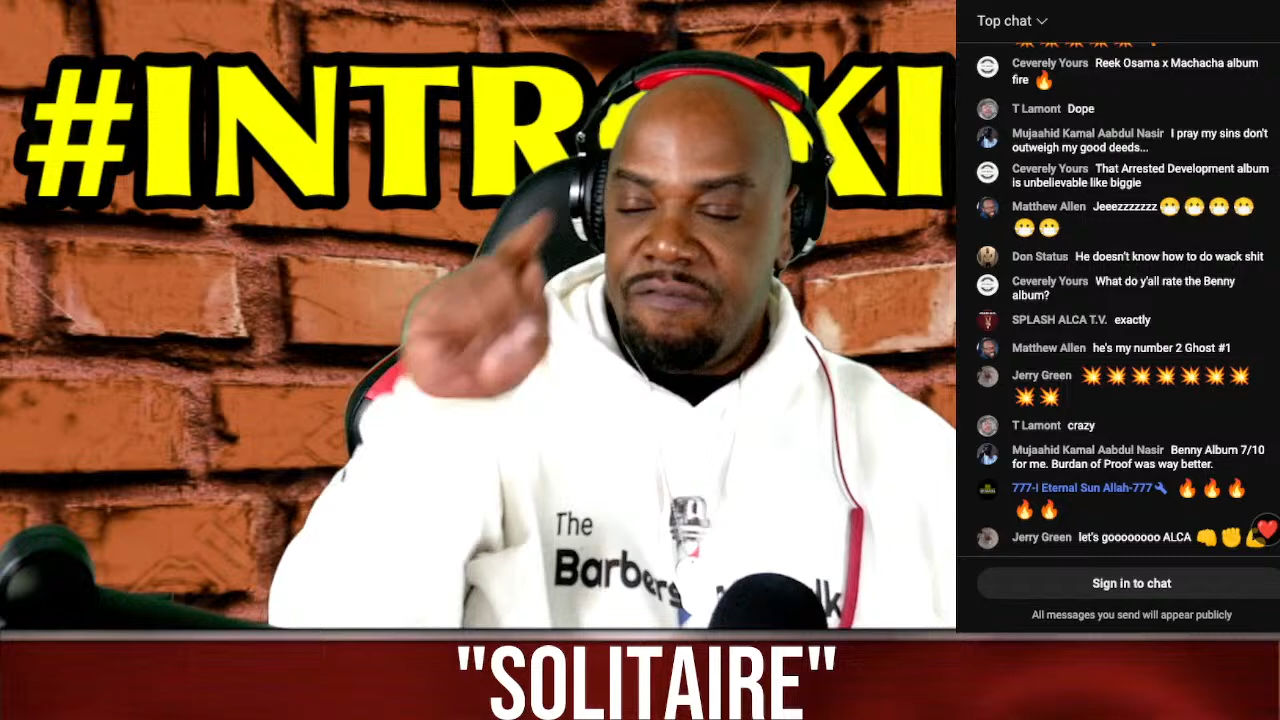 #INTR KI
The
Barbers lk
"SOLITAIRE"
Top chat
Ceverely Yours Reek Osama x Machacha album
fire
T Lamont Dope
Mujaahid Kamal Aabdul Nasir I pray my sins don't
outweigh my good deeds...
Ceverely Yours That Arrested Development album
is unbelievable like biggie
Matthew Allen Jeeezzzzzzz
Don Status He doesn't know how to do wack shit
Ceverely Yours What do y'all rate the Benny
album?
SPLASH ALCA T.V. exactly
Matthew Allen he's my number 2 Ghost #1
Jerry Green
T Lamont crazy
Mujaahid Kamal Aabdul Nasir Benny Album 7/10
for me. Burdan of Proof was way better.
777-I Eternal Sun Allah-777
Jerry Green let's goooooooo ALCA
Sign in to chat
All messages you send will appear publicly